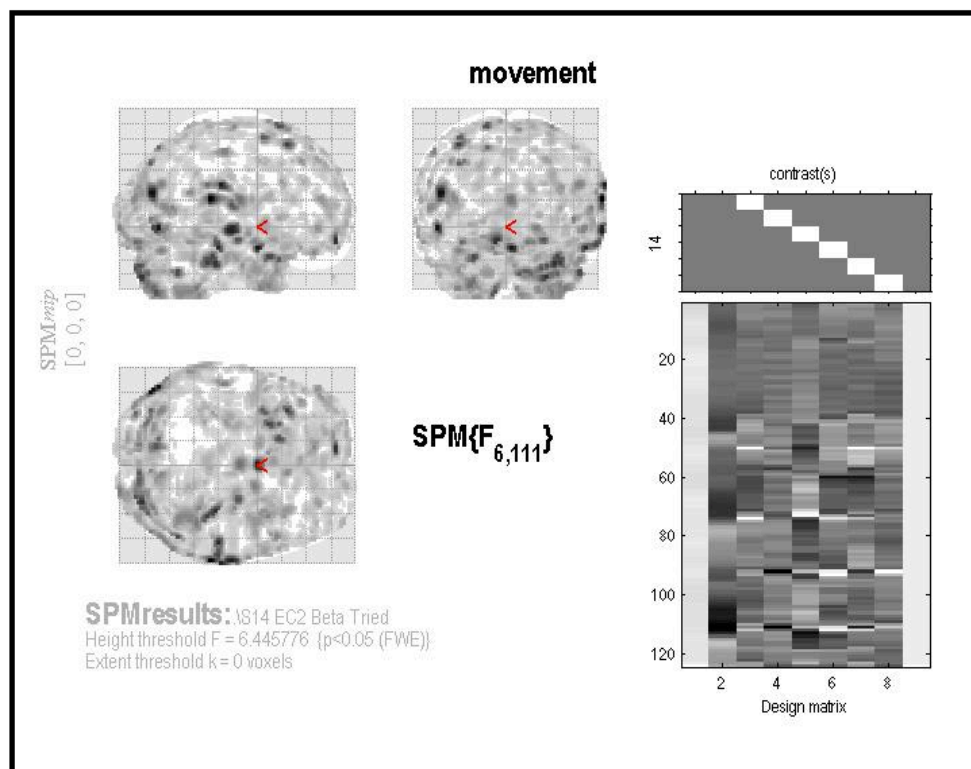 movement
SPMmip
[0, 0, 0]
SPM{F6,111}
SPMresults: .\S14 EC2 Beta Tried
Height threshold F = 6.445776 {p<0.05 (FWE)}
Extent threshold k = 0 voxels
contrast(s)
14
20
40
60
80
100
120
2 4 6 8
Design matrix